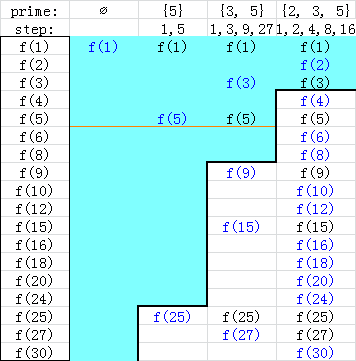 prime: ∅ {5} {3, 5} {2, 3, 5}
step: 1,5 1,3,9,27 1,2,4,8,16
f(1) f(1) f(1) f(1) f(1)
f(2) f(2)
f(3) f(3) f(3)
f(4) f(4)
f(5) f(5) f(5) f(5)
f(6) f(6)
f(8) f(8)
f(9) f(9) f(9)
f(10) f(10)
f(12) f(12)
f(15) f(15) f(15)
f(16) f(16)
f(18) f(18)
f(20) f(20)
f(24) f(24)
f(25) f(25) f(25) f(25)
f(27) f(27) f(27)
f(30) f(30)